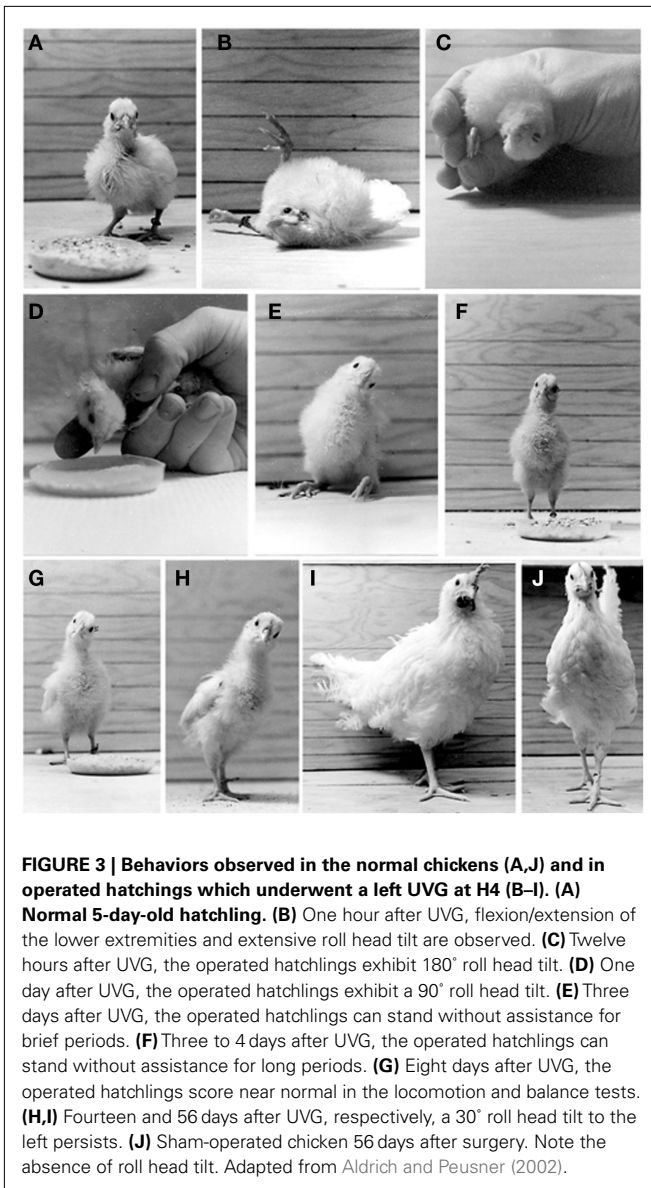 A
B
C
D
E
F
G
H
I
J
FIGURE 3 | Behaviors observed in the normal chickens (A,J) and in
operated hatchings which underwent a left UVG at H4 (B–I). (A)
Normal 5-day-old hatchling. (B) One hour after UVG, flexion/extension of
the lower extremities and extensive roll head tilt are observed. (C) Twelve
hours after UVG, the operated hatchlings exhibit 180° roll head tilt. (D) One
day after UVG, the operated hatchlings exhibit a 90° roll head tilt. (E) Three
days after UVG, the operated hatchlings can stand without assistance for
brief periods. (F) Three to 4 days after UVG, the operated hatchlings can
stand without assistance for long periods. (G) Eight days after UVG, the
operated hatchlings score near normal in the locomotion and balance tests.
(H,I) Fourteen and 56 days after UVG, respectively, a 30° roll head tilt to the
left persists. (J) Sham-operated chicken 56 days after surgery. Note the
absence of roll head tilt. Adapted from Aldrich and Peusner (2002).